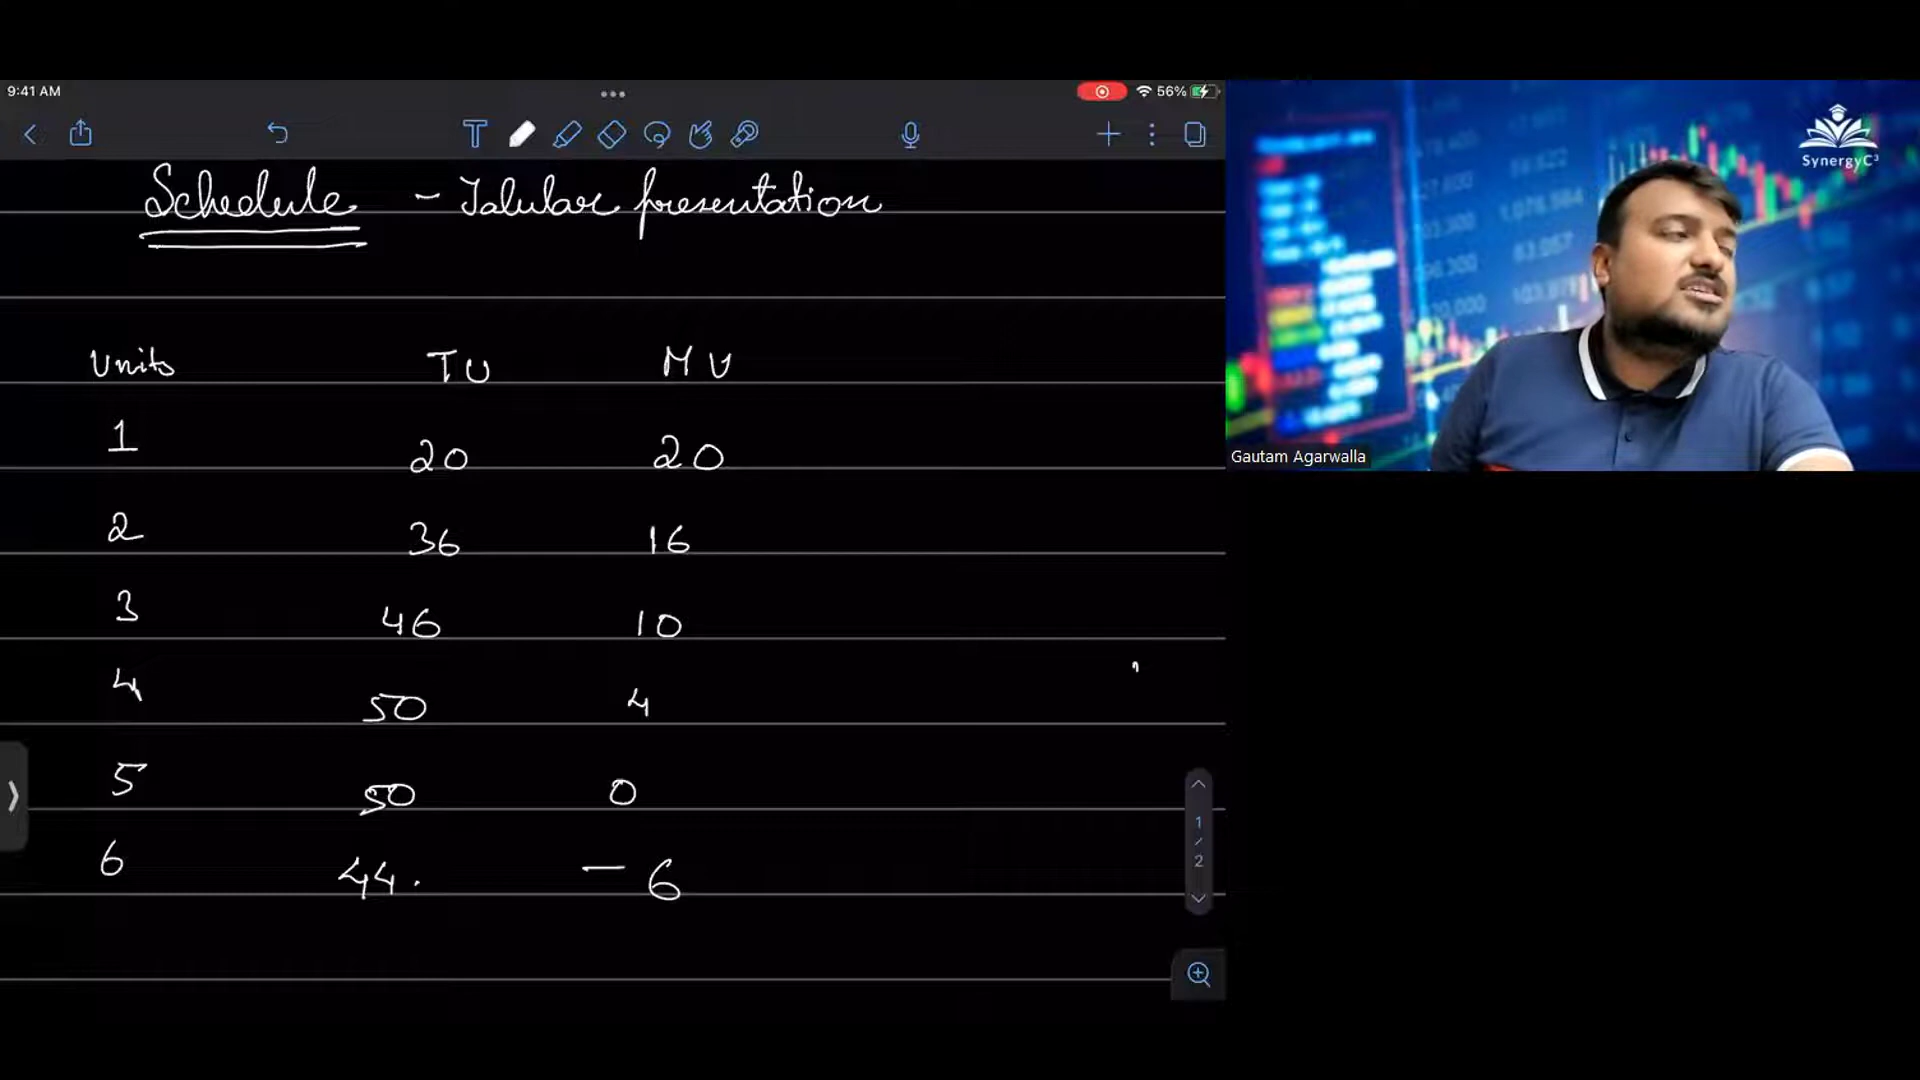 9:41 AM
56%
Schedule - Tabular presentation
Units TU MU
1 20 20
2 36 16
3 46 10
4 50 4
5 50 0
6 44. - 6
1
/
2
SynergyC³
Gautam Agarwalla